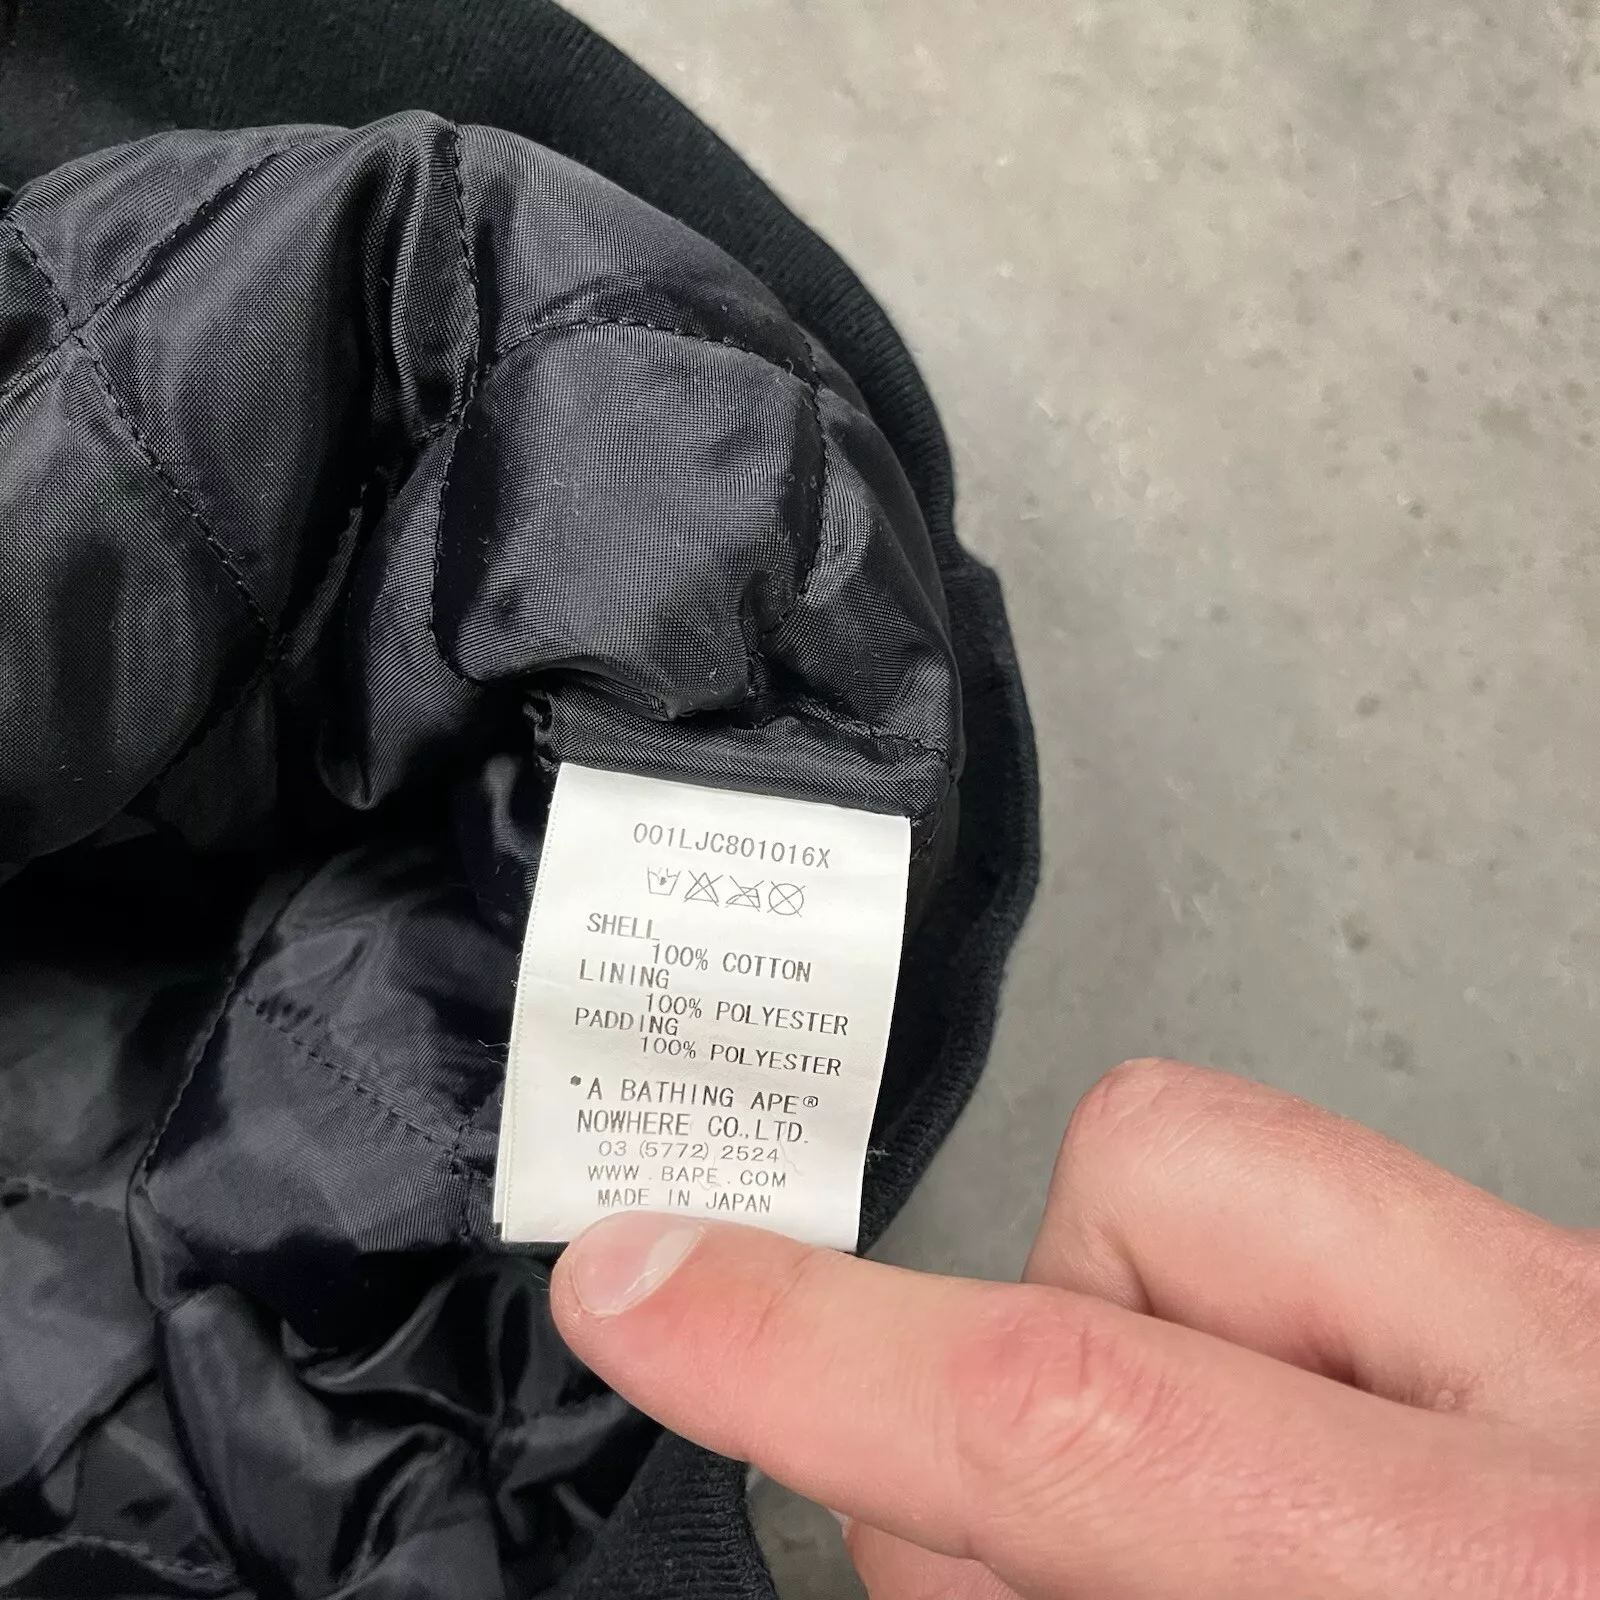 001LJC801016X
SHELL
100% COTTON
LINING
100% POLYESTER
PADDING
100% POLYESTER
A BATHING APE®
NOWHERE CO.,LTD.
03 (5772) 2524
WWW.BAPE.COM
MADE IN JAPAN